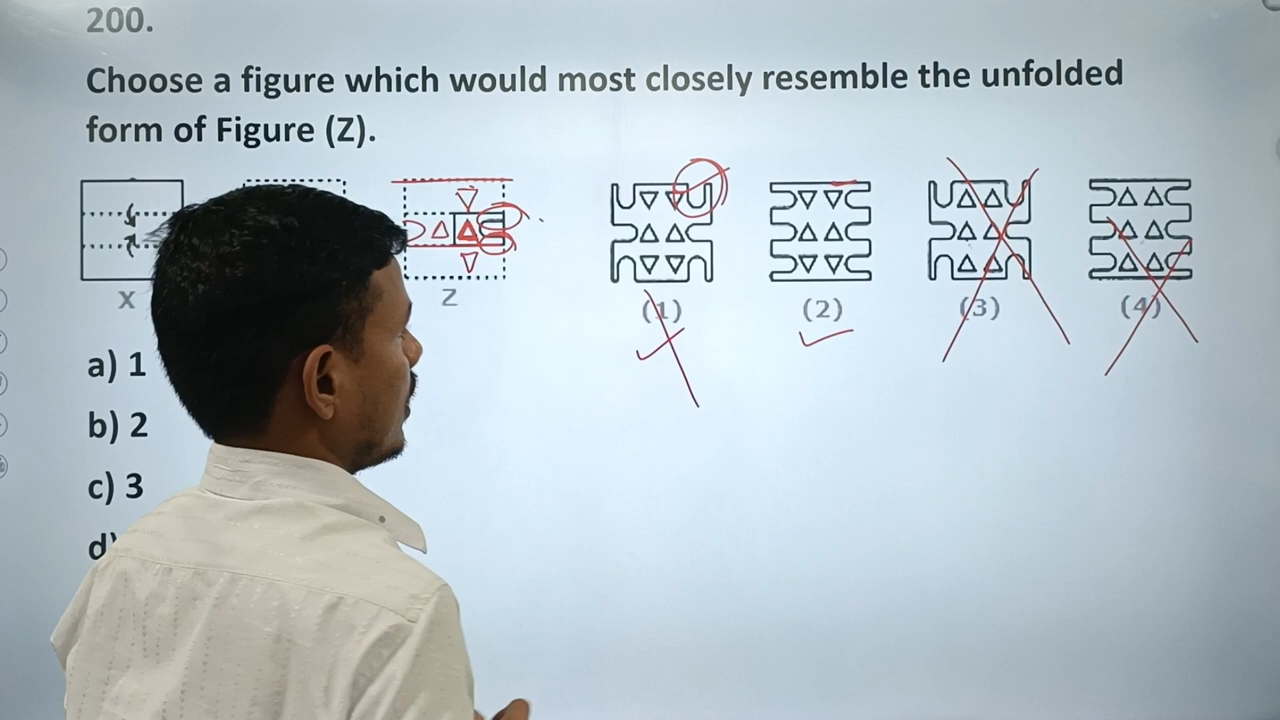 200.
Choose a figure which would most closely resemble the unfolded
form of Figure (Z).
X Z (1) (2) (3) (4)
a) 1
b) 2
c) 3
d)